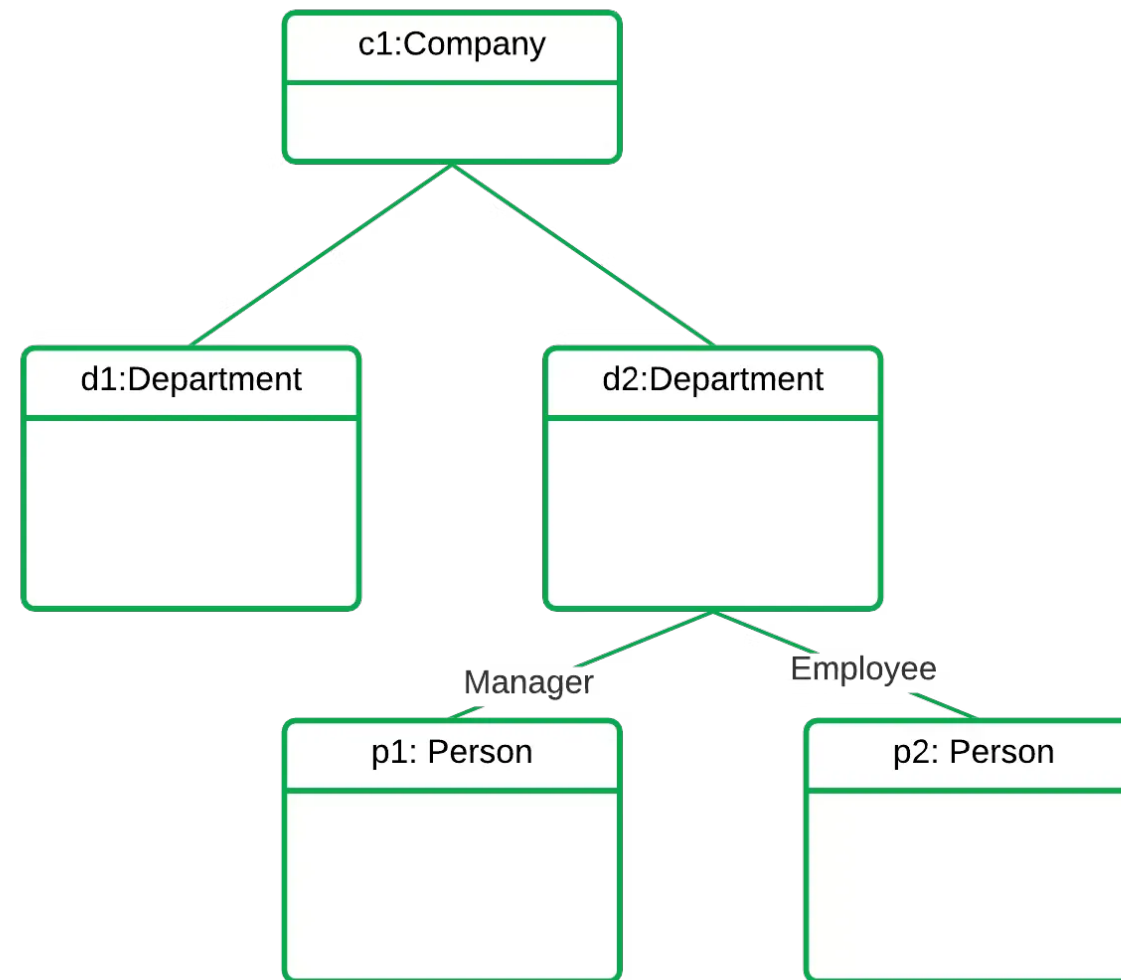 c1:Company
d1:Department
d2:Department
Manager
Employee
p1: Person
p2: Person